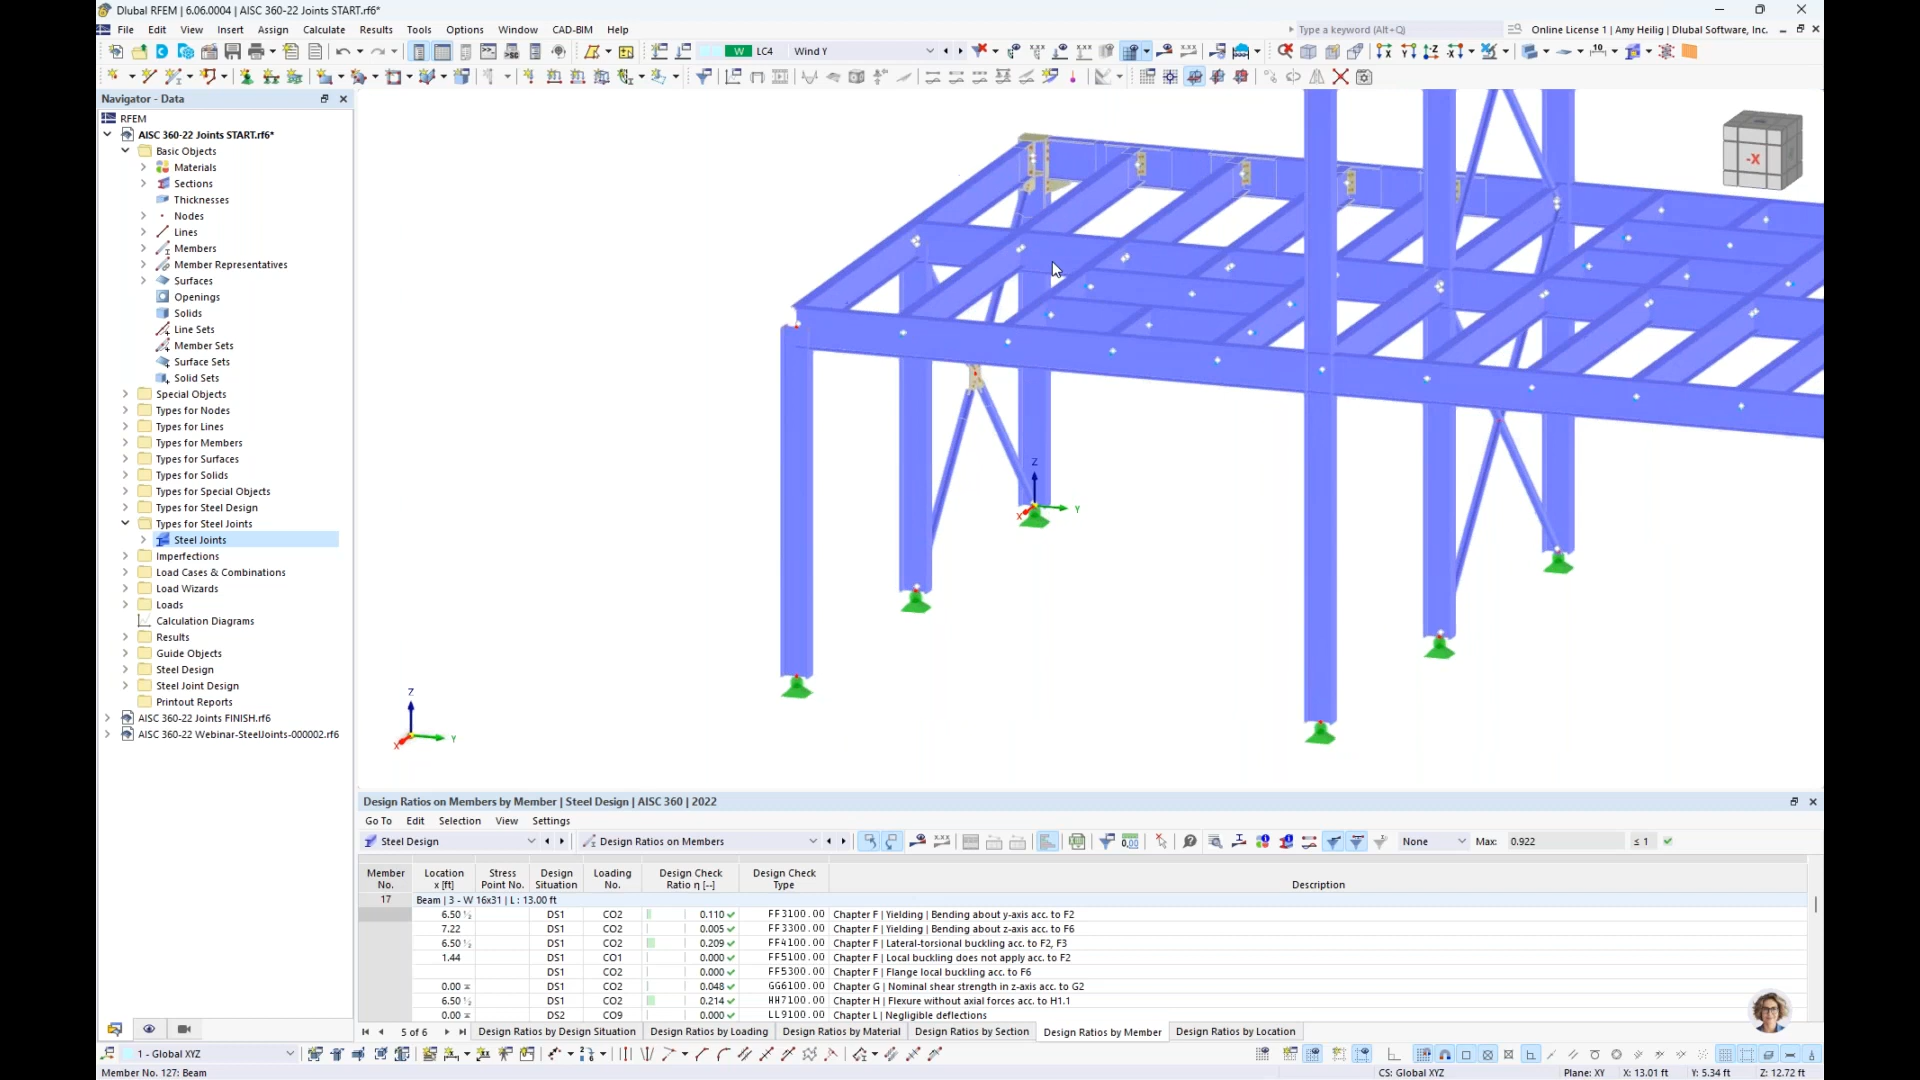 Dlubal RFEM | 6.06.0004 | AISC 360-22 Joints START.rf6*
File Edit View Insert Assign Calculate Results Tools Options Window CAD-BIM Help
Type a keyword (Alt+Q)
Online License 1 | Amy Heilig | Dlubal Software, Inc.
W LC4 Wind Y
Navigator - Data
RFEM
AISC 360-22 Joints START.rf6*
Basic Objects
Materials
Sections
Thicknesses
Nodes
Lines
Members
Member Representatives
Surfaces
Openings
Solids
Line Sets
Member Sets
Surface Sets
Solid Sets
Special Objects
Types for Nodes
Types for Lines
Types for Members
Types for Surfaces
Types for Solids
Types for Special Objects
Types for Steel Design
Types for Steel Joints
Steel Joints
Imperfections
Load Cases & Combinations
Load Wizards
Loads
Calculation Diagrams
Results
Guide Objects
Steel Design
Steel Joint Design
Printout Reports
AISC 360-22 Joints FINISH.rf6
AISC 360-22 Webinar-SteelJoints-000002.rf6
-X
Z
X
Y
Z
X
Y
Design Ratios on Members by Member | Steel Design | AISC 360 | 2022
Go To Edit Selection View Settings
Steel Design Design Ratios on Members None Max: 0.922 ≤ 1
Member No. Location x [ft] Stress Point No. Design Situation Loading No. Design Check Ratio η [--] Design Check Type Description
17 Beam | 3 - W 16x31 | L : 13.00 ft
6.50 ½ DS1 CO2 0.110 FF3100.00 Chapter F | Yielding | Bending about y-axis acc. to F2
7.22 DS1 CO2 0.005 FF3300.00 Chapter F | Yielding | Bending about z-axis acc. to F6
6.50 ½ DS1 CO2 0.209 FF4100.00 Chapter F | Lateral-torsional buckling acc. to F2, F3
1.44 DS1 CO1 0.000 FF5100.00 Chapter F | Local buckling does not apply acc. to F2
DS1 CO2 0.000 FF5300.00 Chapter F | Flange local buckling acc. to F6
0.00 DS1 CO2 0.048 GG6100.00 Chapter G | Nominal shear strength in z-axis acc. to G2
6.50 ½ DS1 CO2 0.214 HH7100.00 Chapter H | Flexure without axial forces acc. to H1.1
0.00 DS2 CO9 0.000 LL9100.00 Chapter L | Negligible deflections
5 of 6 Design Ratios by Design Situation Design Ratios by Loading Design Ratios by Material Design Ratios by Section Design Ratios by Member Design Ratios by Location
1 - Global XYZ
Member No. 127: Beam CS: Global XYZ Plane: XY X: 13.01 ft Y: 5.34 ft Z: 12.72 ft